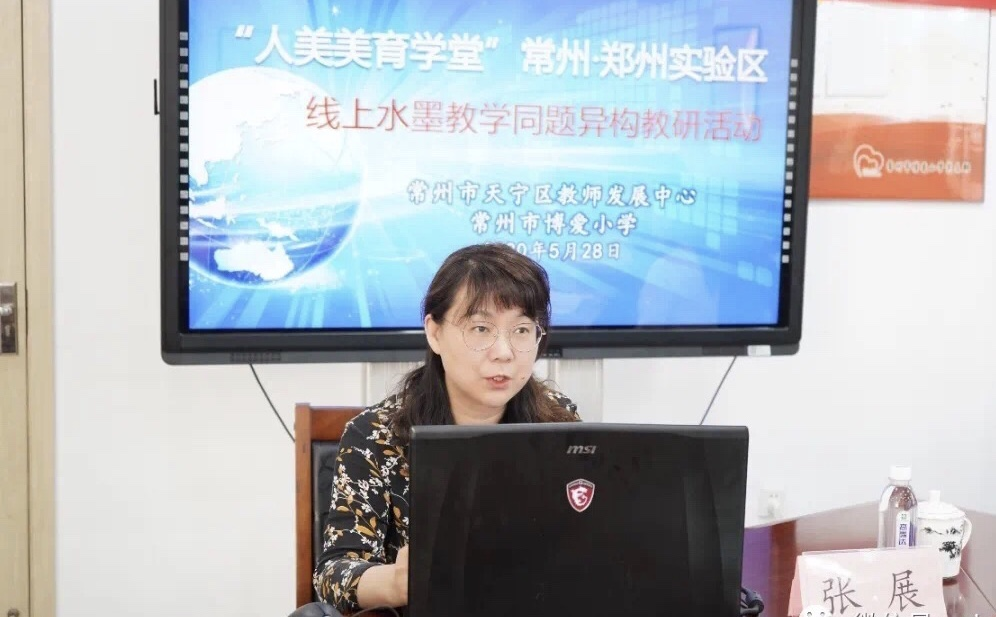 “人美美育学堂”常州·郑州实验区
线上水墨教学同题异构教研活动
常州市天宁区教师发展中心
常州市博爱小学
20年5月28日
msi
张 展